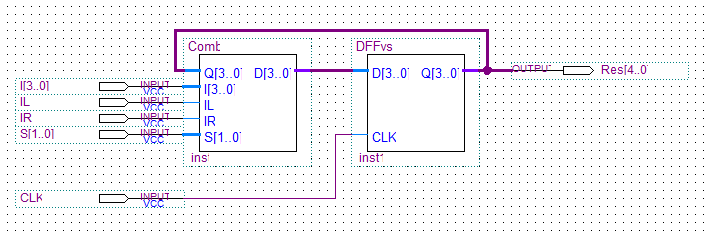 Comb
DFFvs
Q[3..0] D[3..0]
D[3..0] Q[3..0]
OUTPUT
Res[4..0
I[3..0]
INPUT
VCC
I[3..0]
IL
INPUT
VCC
IL
IR
INPUT
VCC
IR
S[1..0]
INPUT
VCC
S[1..0]
CLK
inst
inst1
CLK
INPUT
VCC